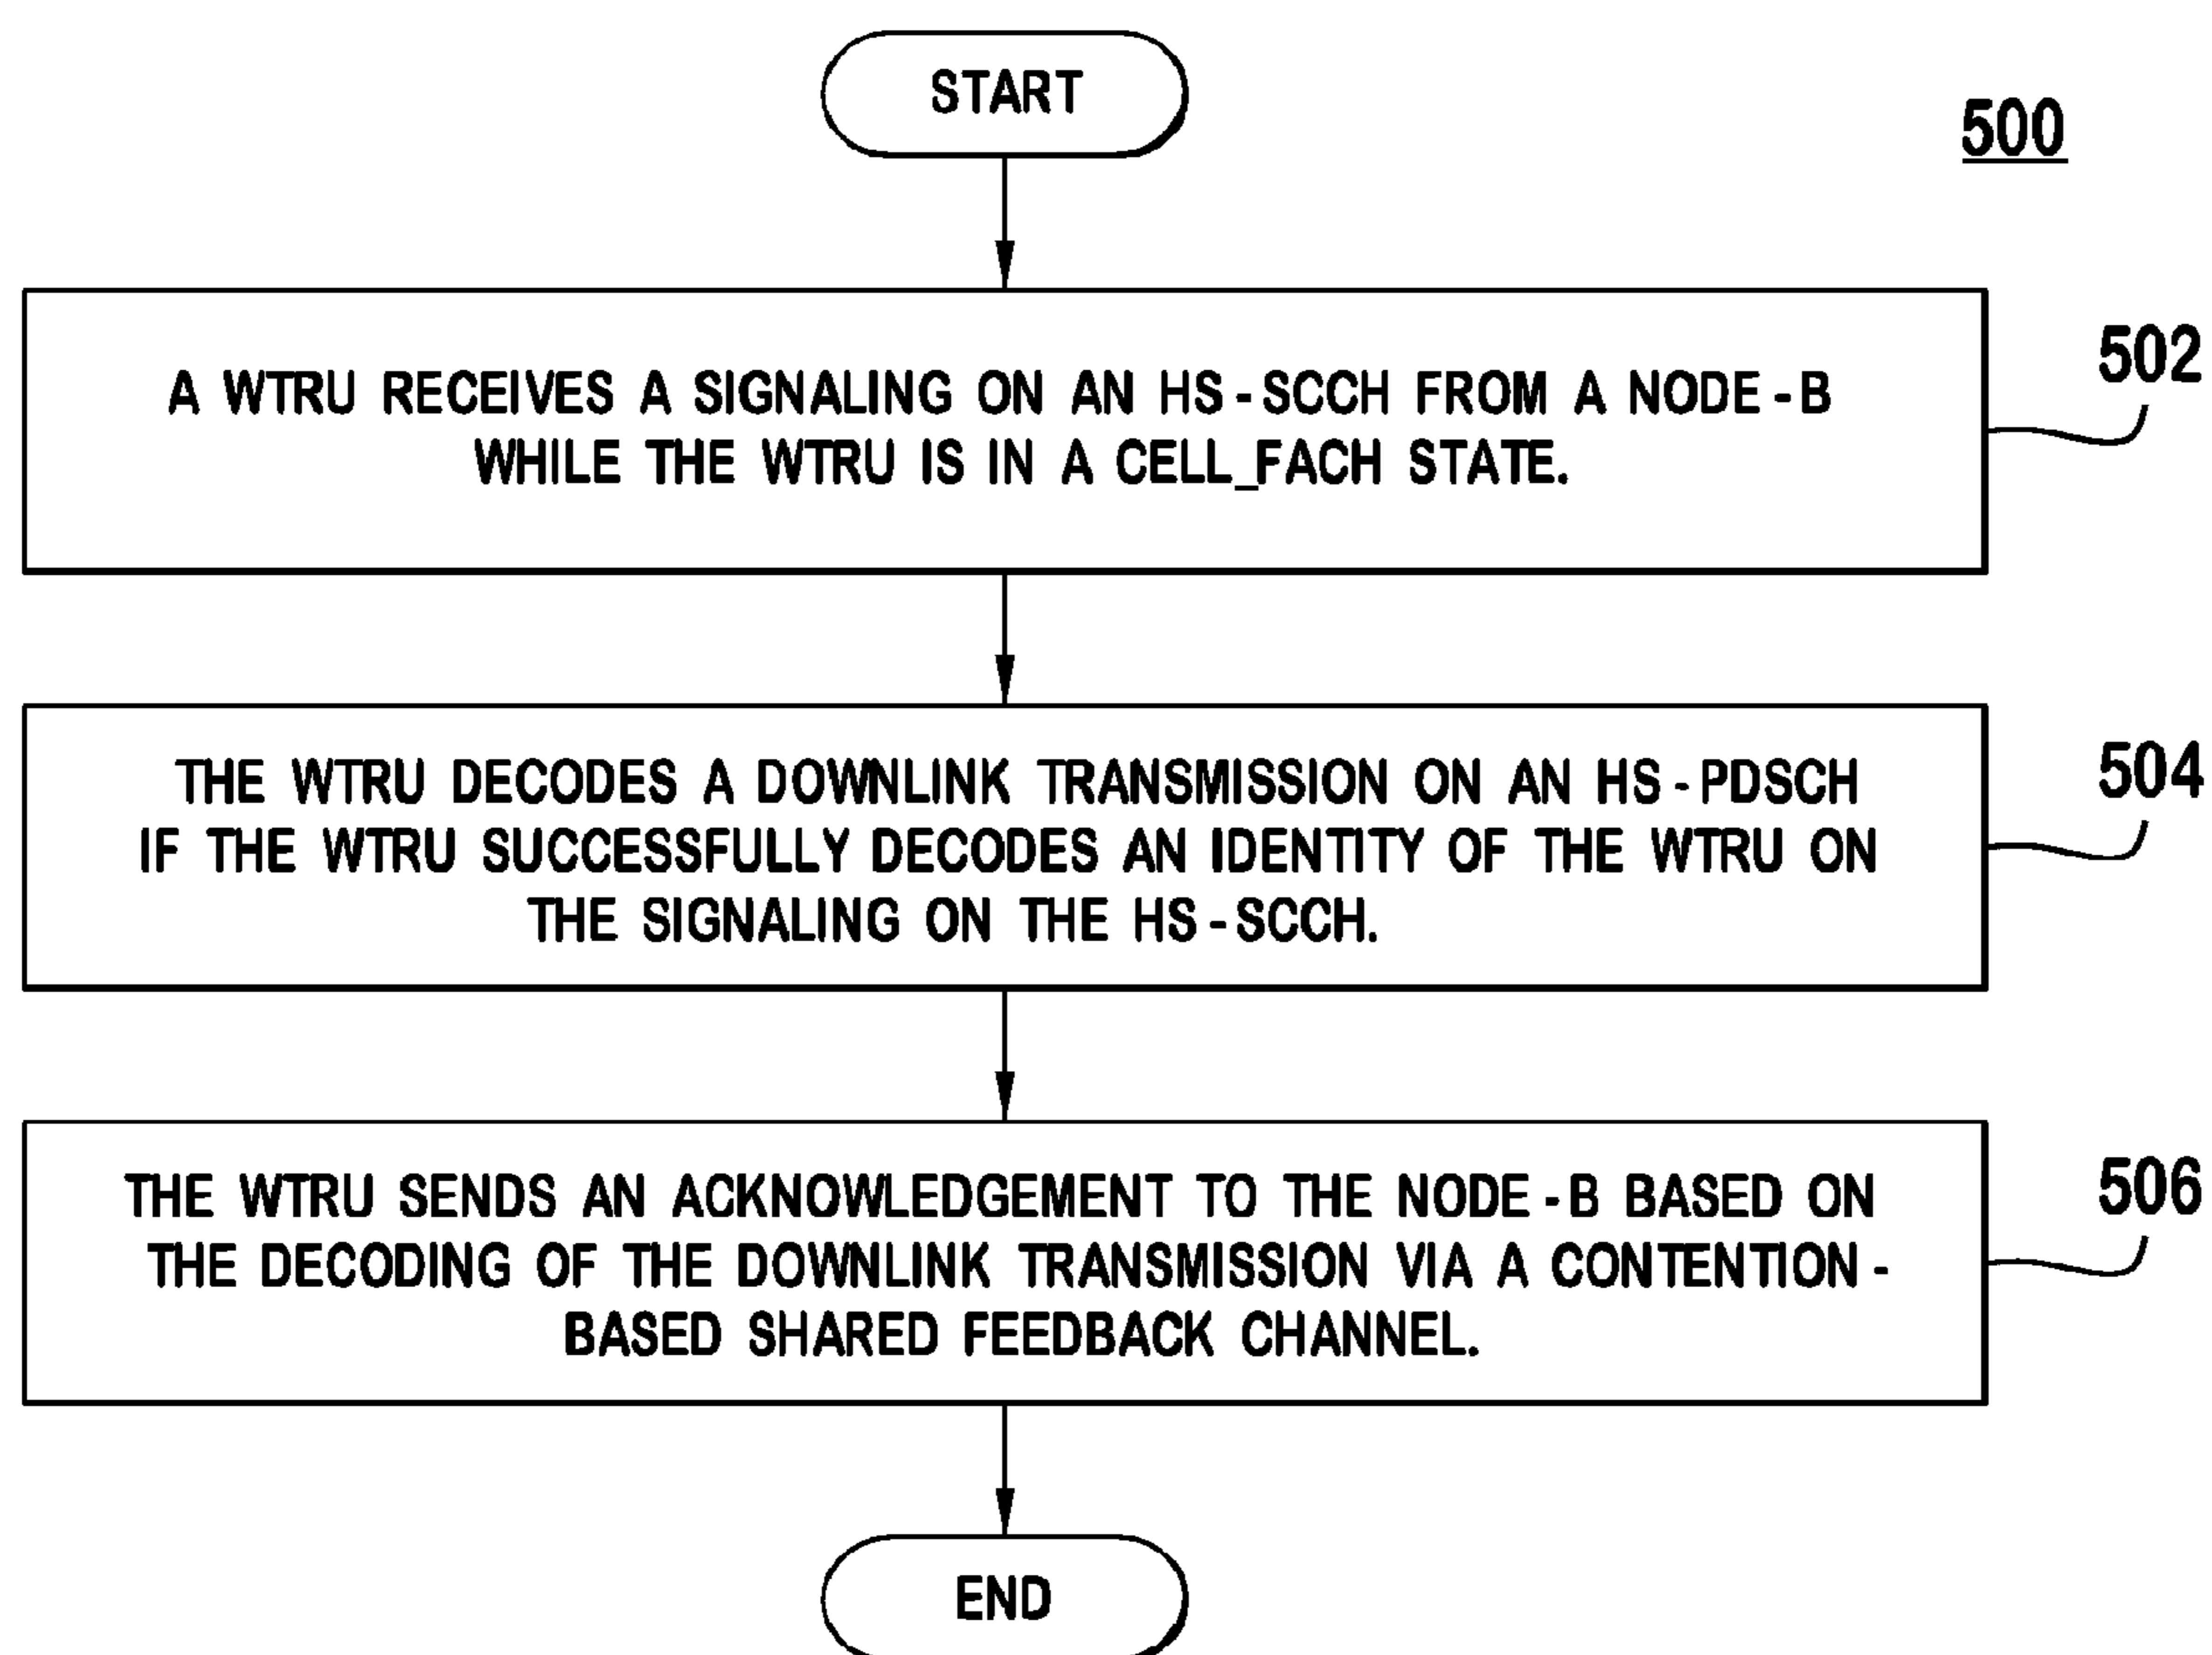 START
500
A WTRU RECEIVES A SIGNALING ON AN HS-SCCH FROM A NODE-B
WHILE THE WTRU IS IN A CELL_FACH STATE.
502
THE WTRU DECODES A DOWNLINK TRANSMISSION ON AN HS-PDSCH
IF THE WTRU SUCCESSFULLY DECODES AN IDENTITY OF THE WTRU ON
THE SIGNALING ON THE HS-SCCH.
504
THE WTRU SENDS AN ACKNOWLEDGEMENT TO THE NODE-B BASED ON
THE DECODING OF THE DOWNLINK TRANSMISSION VIA A CONTENTION-
BASED SHARED FEEDBACK CHANNEL.
506
END